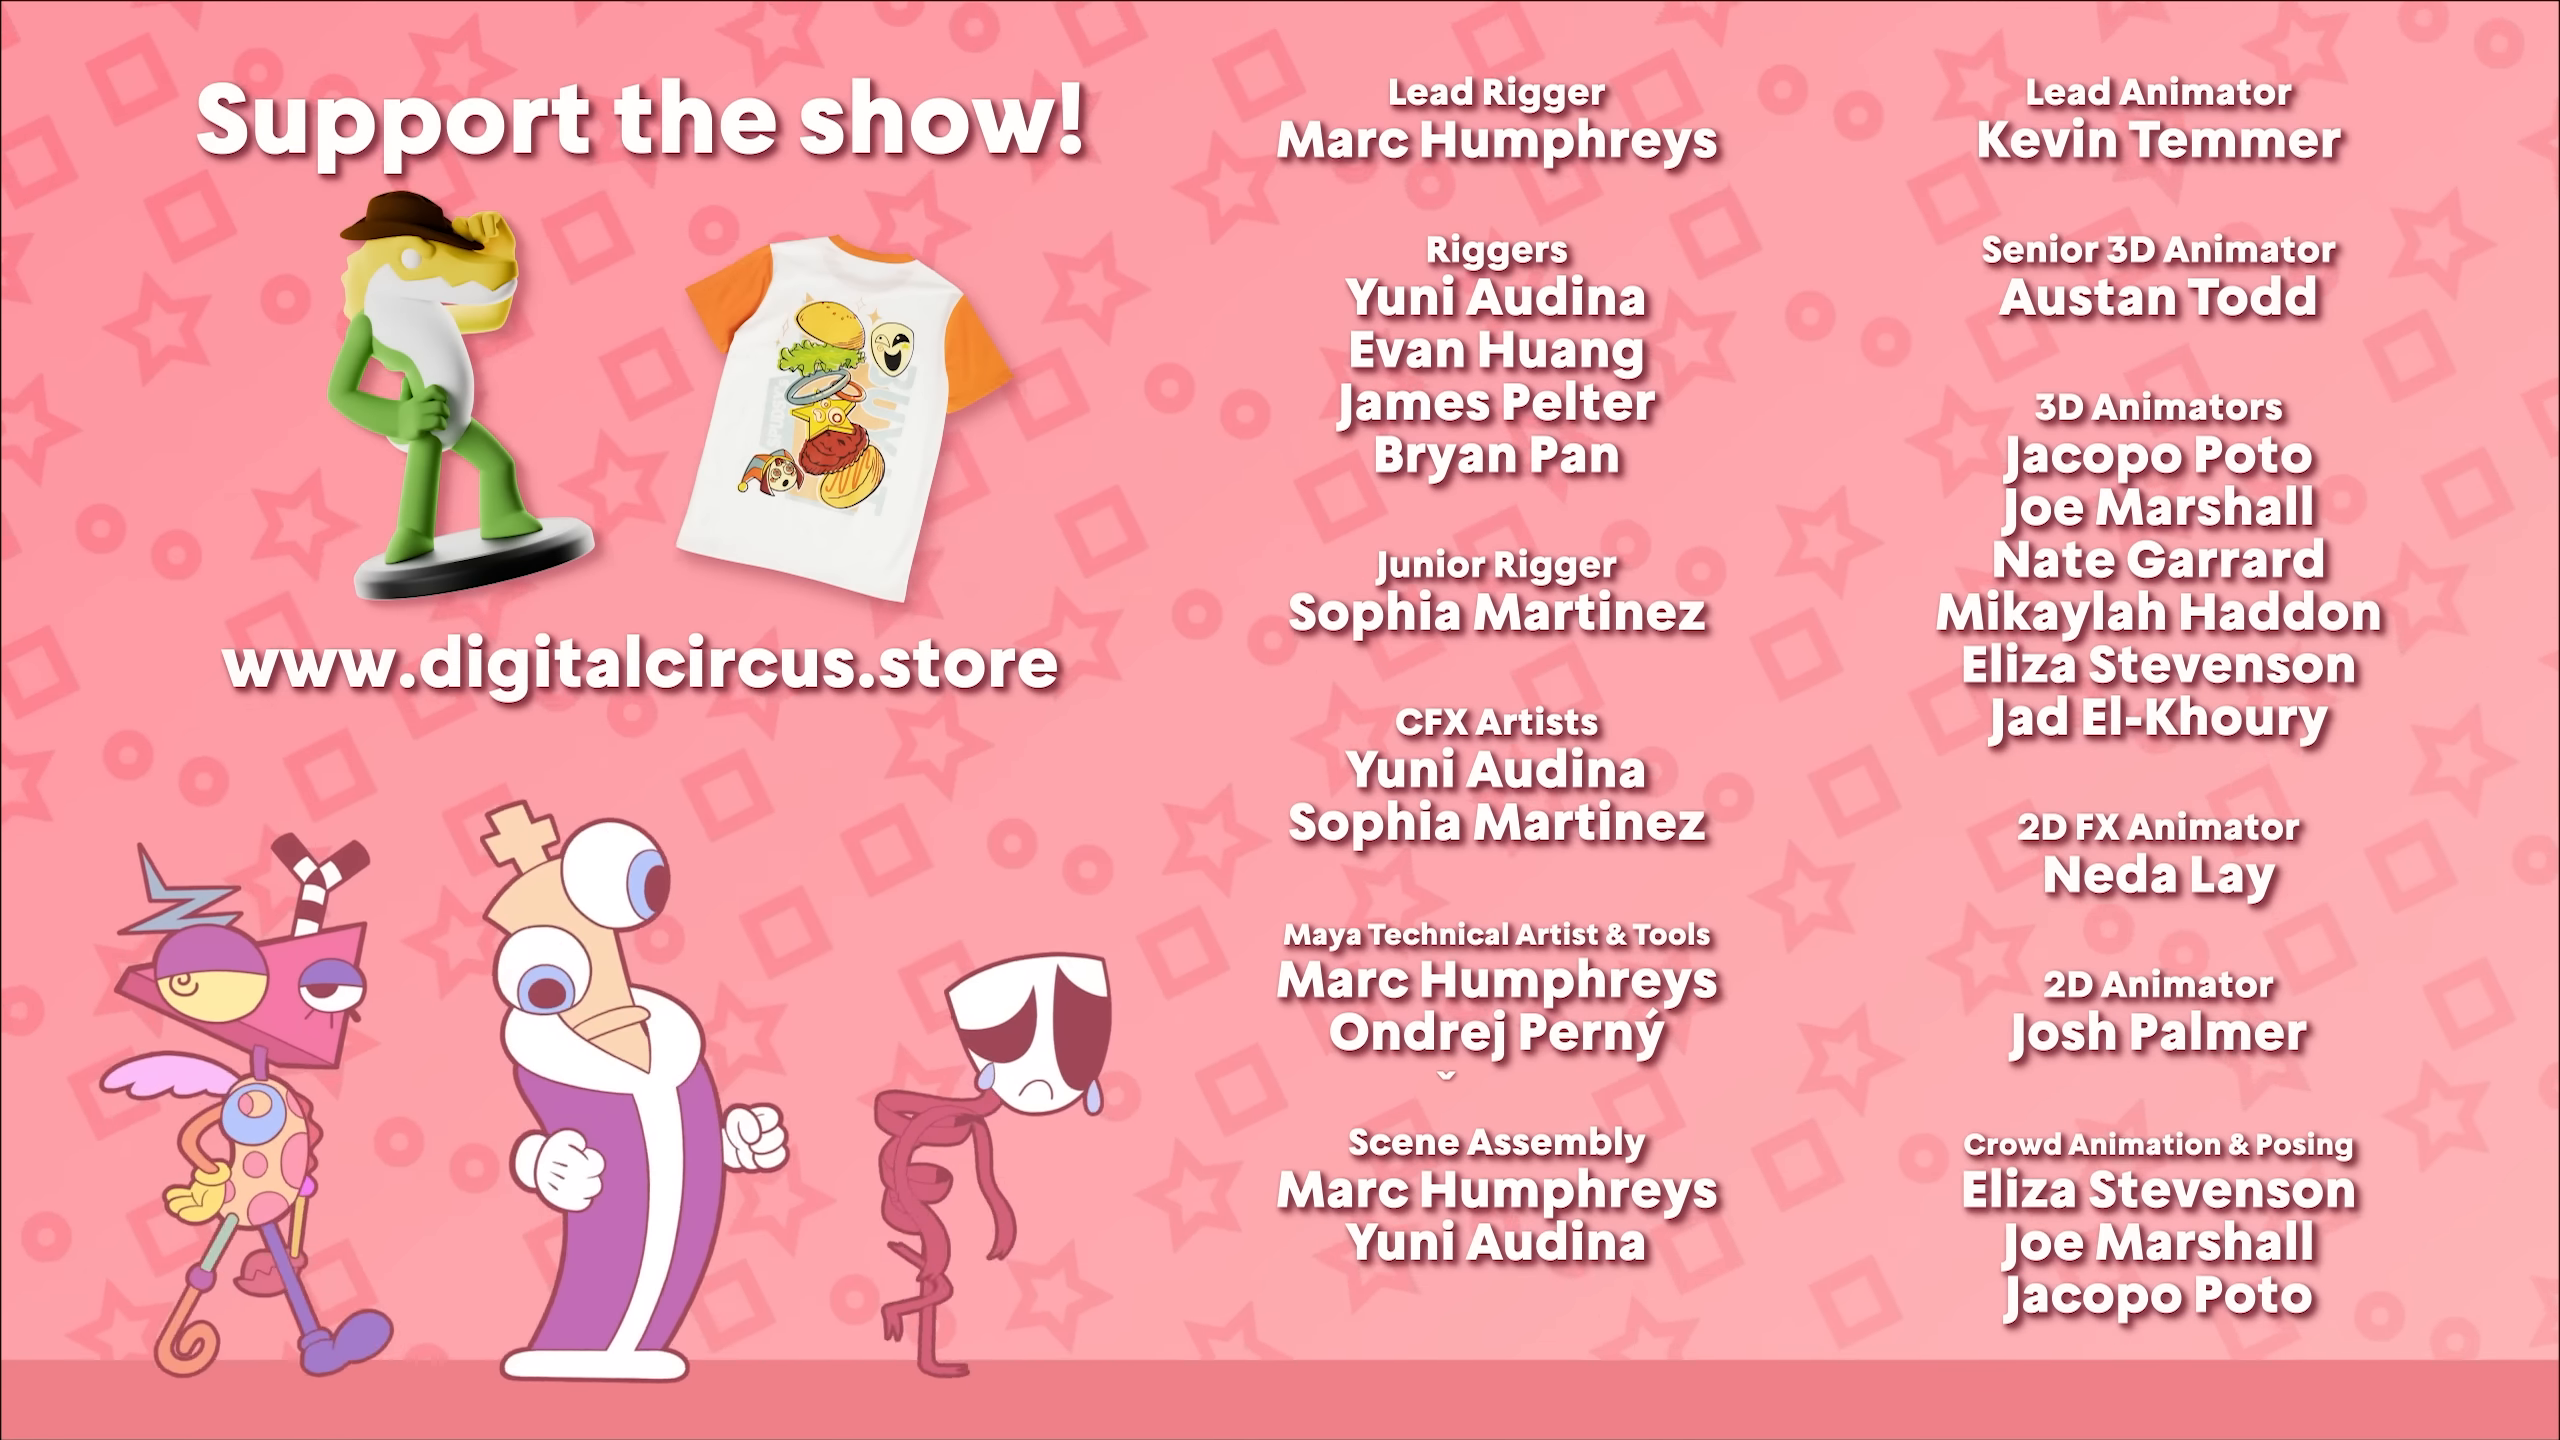 Support the show!
www.digitalcircus.store
Lead Rigger
Marc Humphreys
Riggers
Yuni Audina
Evan Huang
James Pelter
Bryan Pan
Junior Rigger
Sophia Martinez
CFX Artists
Yuni Audina
Sophia Martinez
Maya Technical Artist & Tools
Marc Humphreys
Ondrej Perný
Scene Assembly
Marc Humphreys
Yuni Audina
Lead Animator
Kevin Temmer
Senior 3D Animator
Austan Todd
3D Animators
Jacopo Poto
Joe Marshall
Nate Garrard
Mikaylah Haddon
Eliza Stevenson
Jad El-Khoury
2D FX Animator
Neda Lay
2D Animator
Josh Palmer
Crowd Animation & Posing
Eliza Stevenson
Joe Marshall
Jacopo Poto